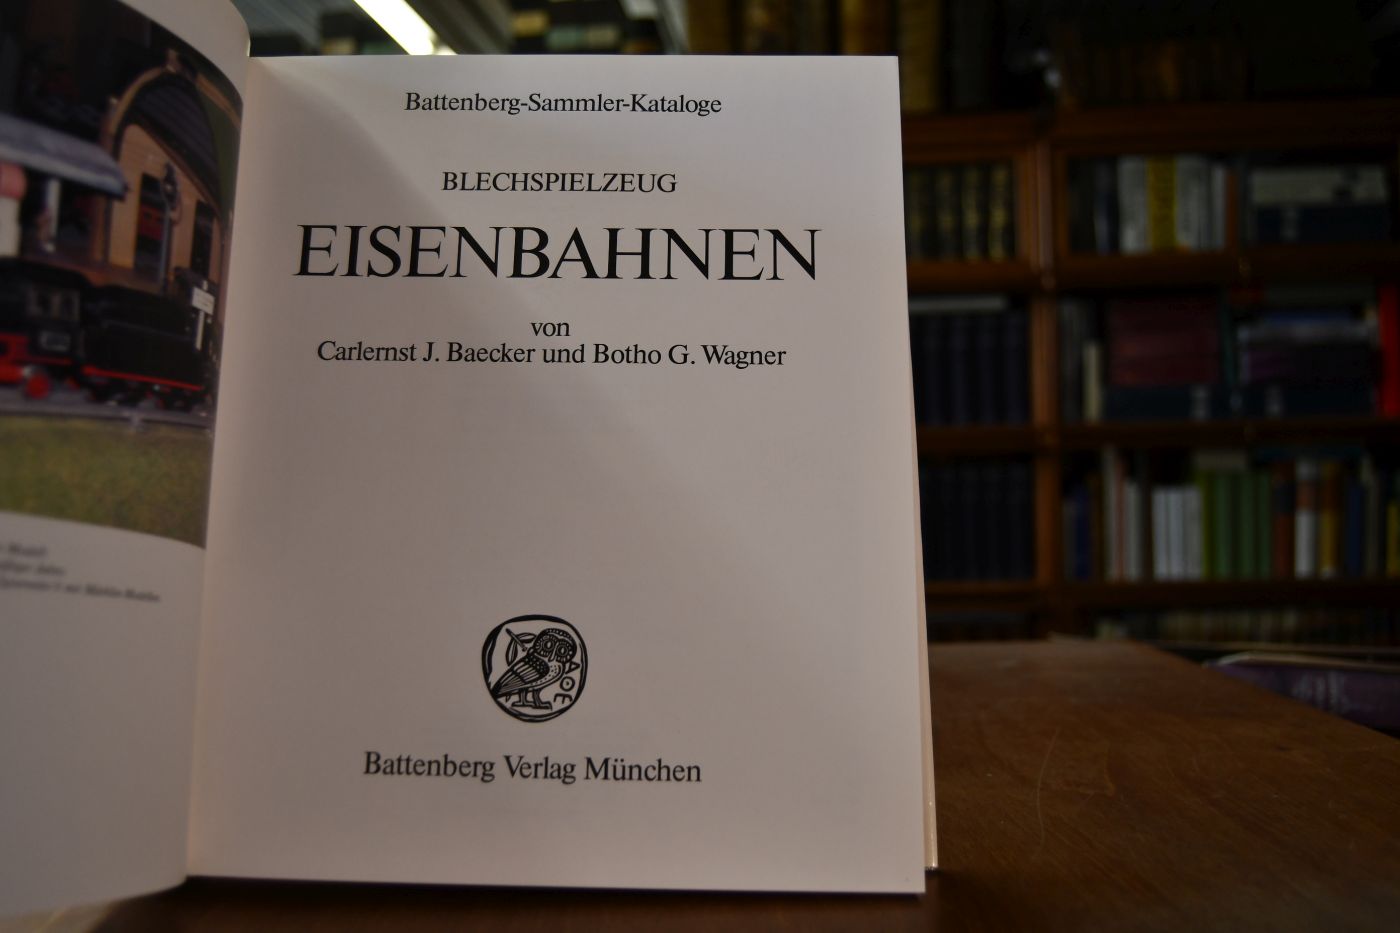 Battenberg-Sammler-Kataloge
BLECHSPIELZEUG
EISENBAHNEN
von
Carlernst J. Baecker und Botho G. Wagner
Battenberg Verlag München